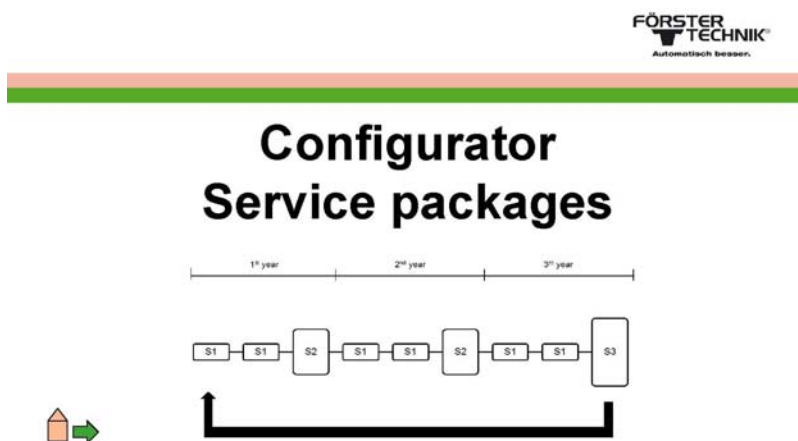 FÖRSTER
TECHNIK®
Automatisch besser.
Configurator
Service packages
1st year 2nd year 3rd year
S1 S1 S2 S1 S1 S2 S1 S1 S3